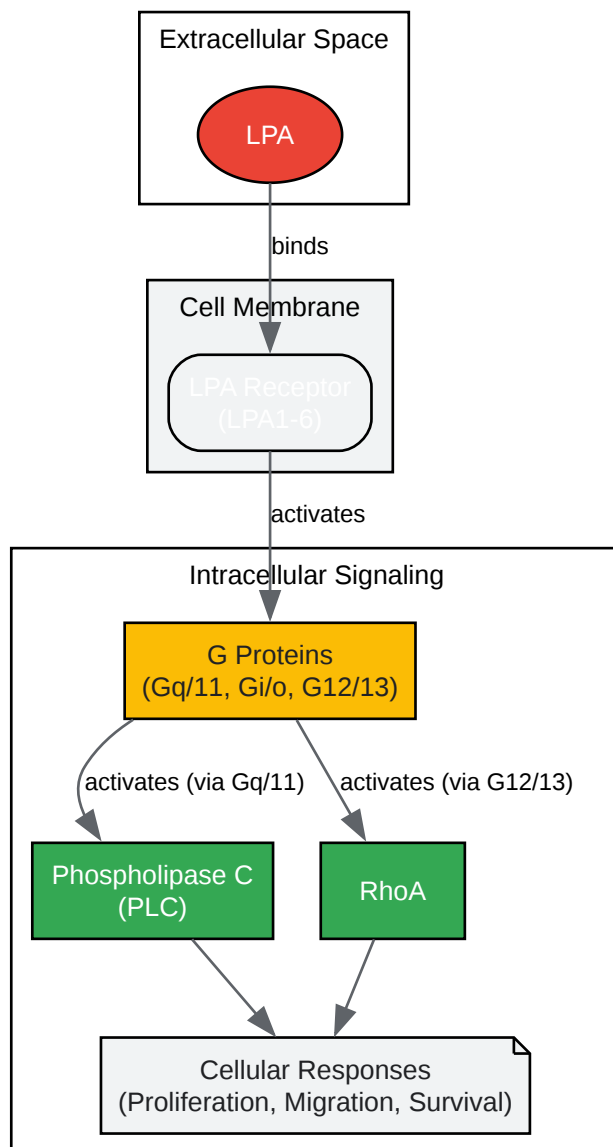 Extracellular Space
LPA
binds
Cell Membrane
LPA Receptor
(LPA1-6)
activates
Intracellular Signaling
G Proteins
(Gq/11, Gi/o, G12/13)
activates (via Gq/11)
activates (via G12/13)
Phospholipase C
(PLC)
RhoA
Cellular Responses
(Proliferation, Migration, Survival)